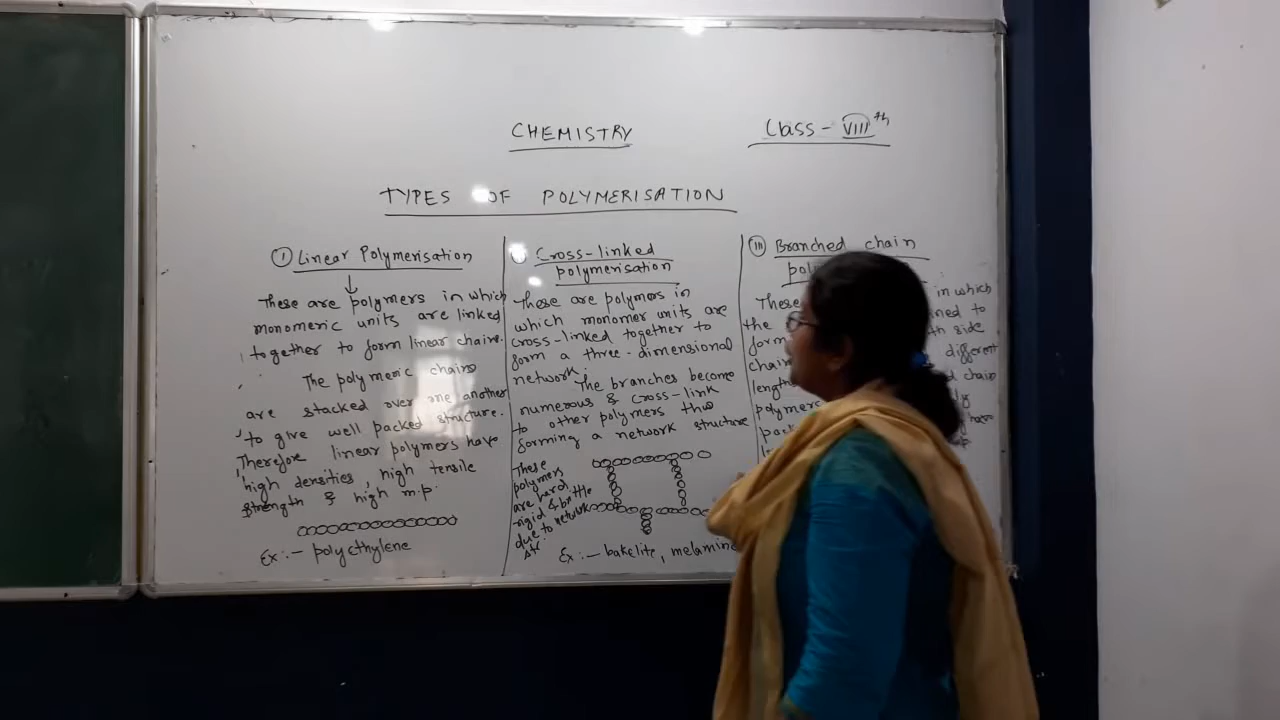 CHEMISTRY
Class - VIII th
TYPES OF POLYMERISATION
I Linear Polymerisation
These are polymers in which
monomeric units are linked
together to form linear chains.
The polymeric chains
are stacked over one another
to give well packed structure.
Therefore linear polymers have
high densities, high tensile
strength & high m.p.
Ex:- polyethylene
Cross-linked
polymerisation
These are polymers in
which monomer units are
cross-linked together to
form a three-dimensional
network.
The branches become
numerous & cross-link
to other polymers thus
forming a network structure
These
polymers
are hard,
rigid & brittle
due to network
str.
Ex:- bakelite, melamine
III Branched chain
These in which
the
form side
chain different
length chain
polymers
pack have